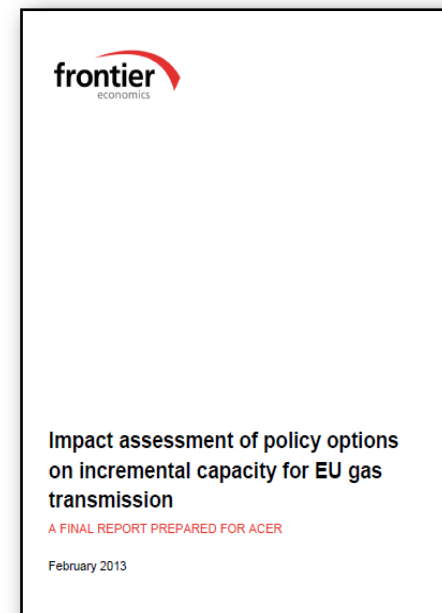 frontier
economics
Impact assessment of policy options
on incremental capacity for EU gas
transmission
A FINAL REPORT PREPARED FOR ACER
February 2013